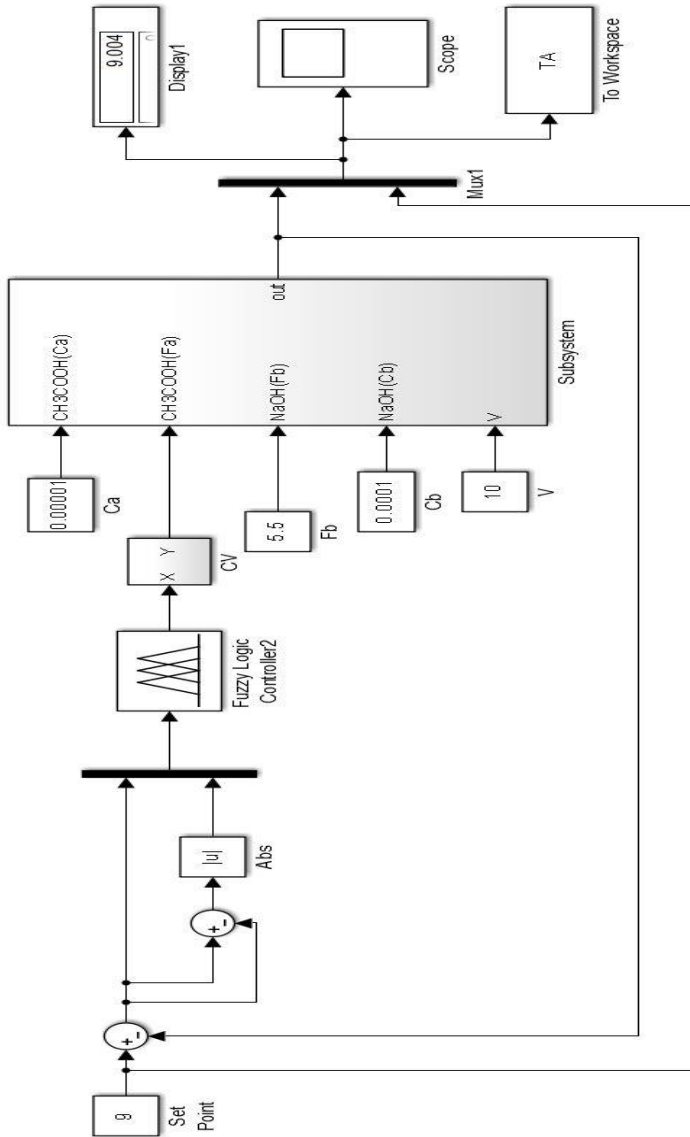 9
Set
Point
+
-
+
-
|u|
Abs
Fuzzy Logic
Controller2
X Y
CV
0.00001
Ca
5.5
Fb
0.0001
Cb
10
V
CH3COOH(Ca)
CH3COOH(Fa)
NaOH(Fb)
NaOH(Cb)
V
out
Subsystem
Mux1
9.004
Display1
Scope
TA
To Workspace